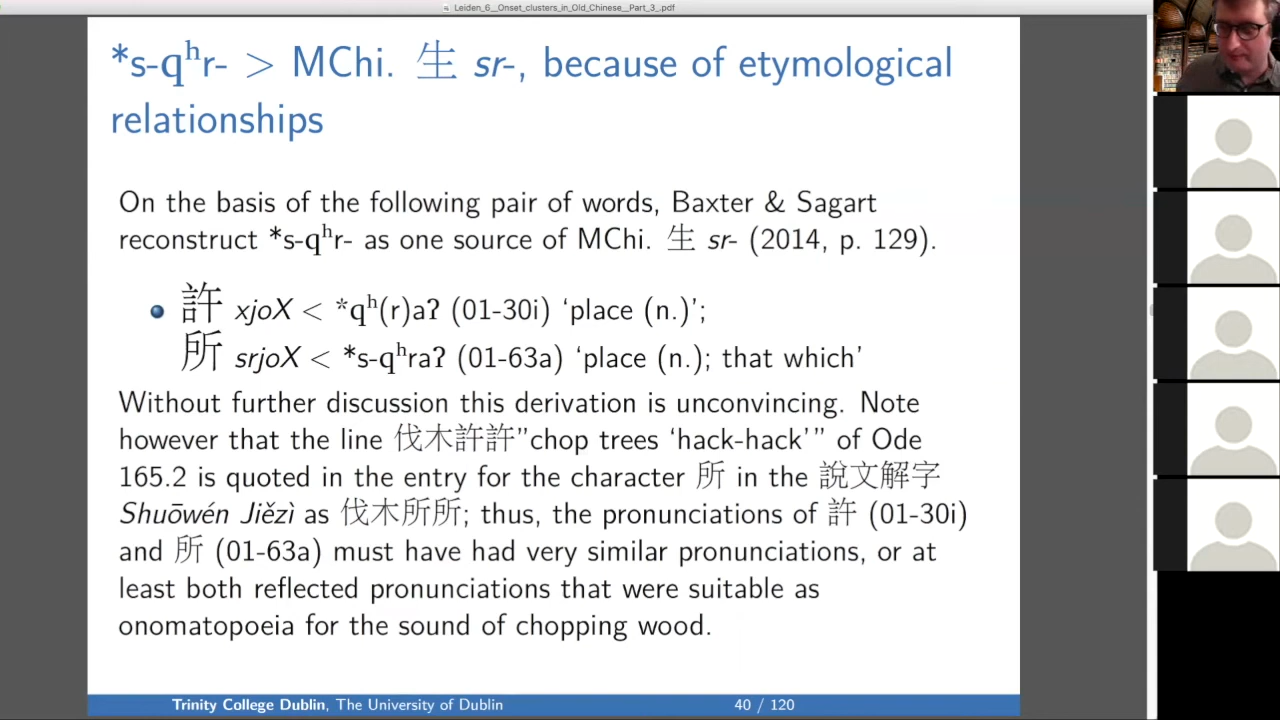 Leiden_6__Onset_clusters_in_Old_Chinese__Part_3_.pdf
*s-qʰr- > MChi. 生 sr-, because of etymological
relationships
On the basis of the following pair of words, Baxter & Sagart
reconstruct *s-qʰr- as one source of MChi. 生 sr- (2014, p. 129).
許 xjoX < *qʰ(r)aʔ (01-30i) ‘place (n.)’;
所 srjoX < *s-qʰraʔ (01-63a) ‘place (n.); that which’
Without further discussion this derivation is unconvincing. Note
however that the line 伐木許許”chop trees ‘hack-hack’” of Ode
165.2 is quoted in the entry for the character 所 in the 說文解字
Shuōwén Jiězì as 伐木所所; thus, the pronunciations of 許 (01-30i)
and 所 (01-63a) must have had very similar pronunciations, or at
least both reflected pronunciations that were suitable as
onomatopoeia for the sound of chopping wood.
Trinity College Dublin, The University of Dublin
40 / 120